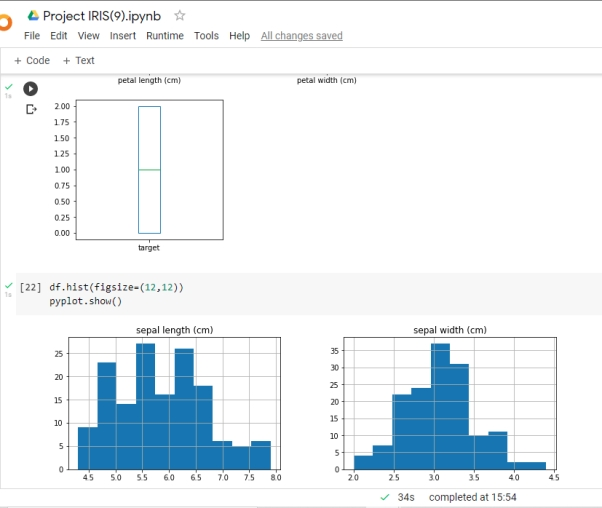 Project IRIS(9).ipynb
File Edit View Insert Runtime Tools Help All changes saved
+ Code + Text
petal length (cm) petal width (cm)
1s
2.00
1.75
1.50
1.25
1.00
0.75
0.50
0.25
0.00
target
[22] df.hist(figsize=(12,12))
1s
pyplot.show()
sepal length (cm) sepal width (cm)
25
20
15
10
5
0
4.5 5.0 5.5 6.0 6.5 7.0 7.5 8.0
35
30
25
20
15
10
5
0
2.0 2.5 3.0 3.5 4.0 4.5
34s completed at 15:54